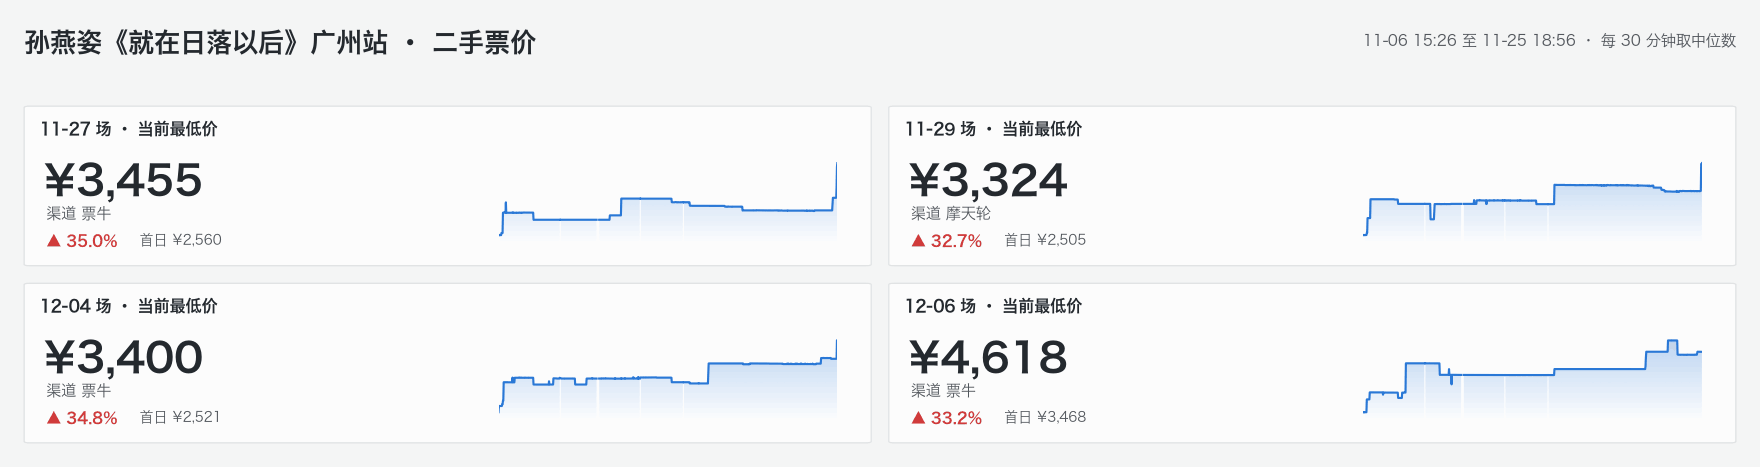 孙燕姿《就在日落以后》广州站 · 二手票价
11-06 15:26 至 11-25 18:56 · 每 30 分钟取中位数
11-27 场 · 当前最低价
¥3,455
渠道 票牛
▲ 35.0% 首日 ¥2,560
11-29 场 · 当前最低价
¥3,324
渠道 摩天轮
▲ 32.7% 首日 ¥2,505
12-04 场 · 当前最低价
¥3,400
渠道 票牛
▲ 34.8% 首日 ¥2,521
12-06 场 · 当前最低价
¥4,618
渠道 票牛
▲ 33.2% 首日 ¥3,468